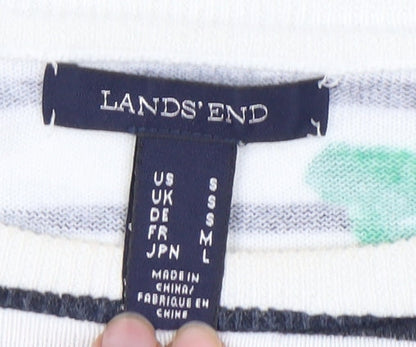 LANDS' END
US S
UK S
DE S
FR M
JPN L
MADE IN
CHINA/
FABRIQUE EN
CHINE